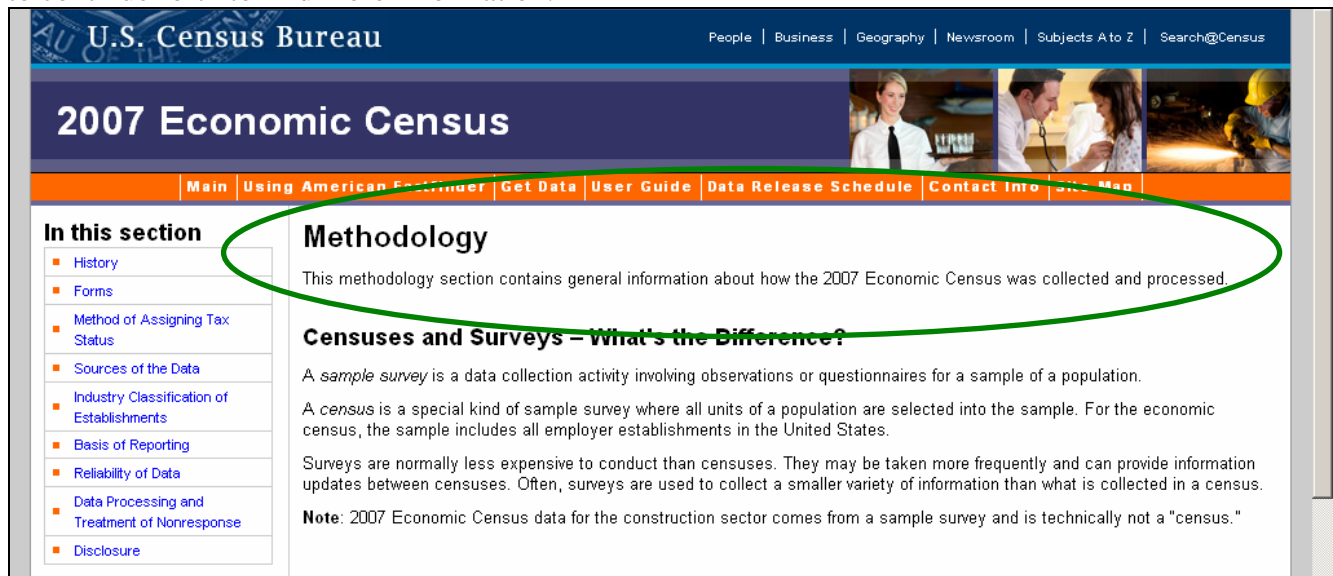 U.S. Census Bureau
People | Business | Geography | Newsroom | Subjects A to Z | Search@Census
2007 Economic Census
Main | Using American FactFinder | Get Data | User Guide | Data Release Schedule | Contact Info | Site Map
In this section
History
Forms
Method of Assigning Tax
Status
Sources of the Data
Industry Classification of
Establishments
Basis of Reporting
Reliability of Data
Data Processing and
Treatment of Nonresponse
Disclosure
Methodology
This methodology section contains general information about how the 2007 Economic Census was collected and processed.
Censuses and Surveys – What's the Difference?
A sample survey is a data collection activity involving observations or questionnaires for a sample of a population.
A census is a special kind of sample survey where all units of a population are selected into the sample. For the economic
census, the sample includes all employer establishments in the United States.
Surveys are normally less expensive to conduct than censuses. They may be taken more frequently and can provide information
updates between censuses. Often, surveys are used to collect a smaller variety of information than what is collected in a census.
Note: 2007 Economic Census data for the construction sector comes from a sample survey and is technically not a "census."